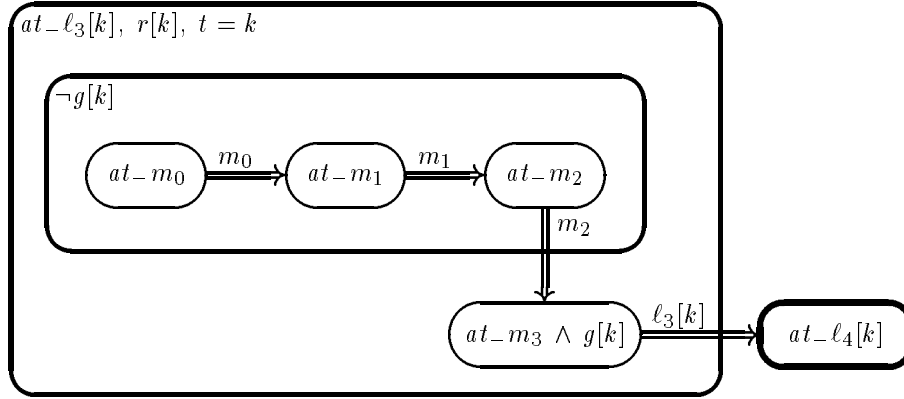 at_ℓ₃[k], r[k], t = k
¬g[k]
at_m₀ m₀ at_m₁ m₁ at_m₂
m₂
at_m₃ ∧ g[k] ℓ₃[k] at_ℓ₄[k]